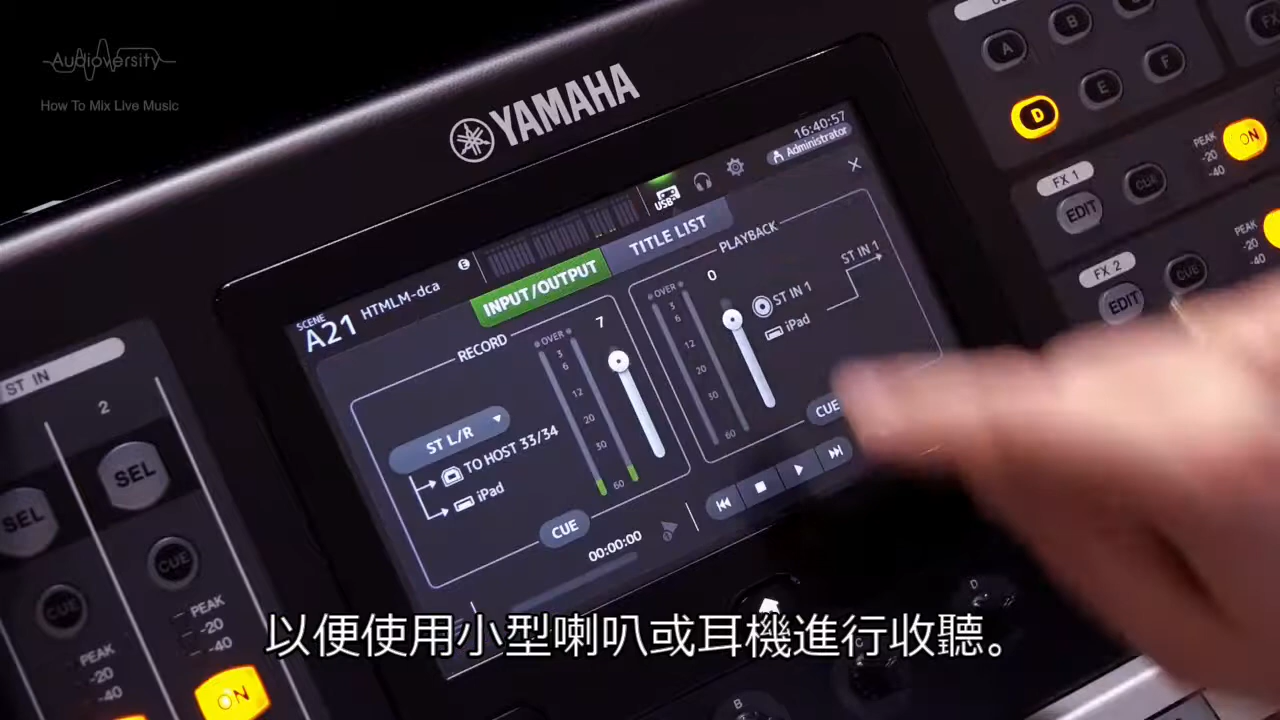 Audioversity
How To Mix Live Music
YAMAHA
16:40:57
Administrator
USB
SCENE
A21 HTMLM-dca
E
INPUT/OUTPUT
TITLE LIST
RECORD
ST L/R
TO HOST 33/34
iPad
7
OVER
3
6
12
20
30
60
CUE
00:00:00
PLAYBACK
0
OVER
3
6
12
20
30
60
ST IN 1
iPad
ST IN 1
CUE
A
B
D
E
F
FX 1
EDIT
CUE
PEAK
-20
-40
ON
FX 2
EDIT
CUE
PEAK
-20
-40
ST IN
2
SEL
SEL
CUE
CUE
PEAK
-20
-40
PEAK
-20
-40
ON
D
C
B
以便使用小型喇叭或耳機進行收聽。